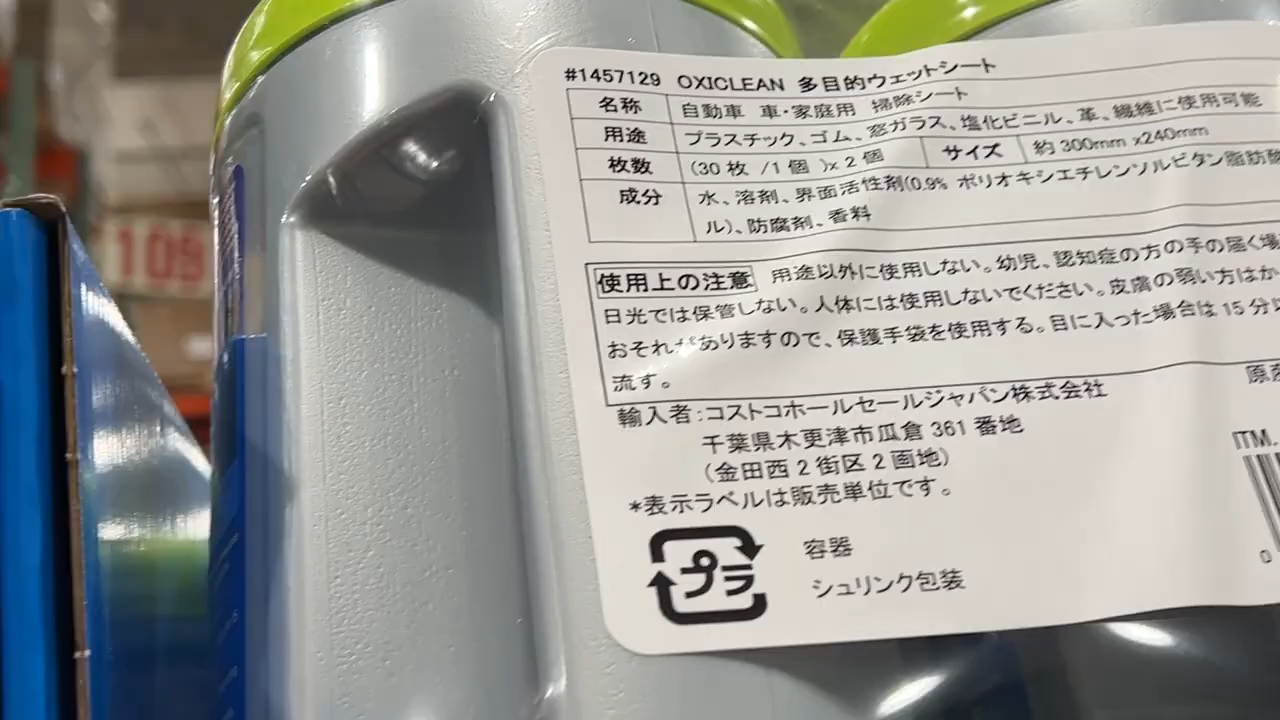 #1457129 OXICLEAN 多目的ウェットシート
名称 自動車 車・家庭用 掃除シート
用途 プラスチック、ゴム、窓ガラス、塩化ビニル、革、繊維に使用可能
枚数 (30 枚 /1 個 )x 2 個 サイズ 約 300mm x240mm
成分 水、溶剤、界面活性剤(0.9% ポリオキシエチレンソルビタン脂肪酸
ル)、防腐剤、香料
使用上の注意 用途以外に使用しない。幼児、認知症の方の手の届く場
日光では保管しない。人体には使用しないでください。皮膚の弱い方はか
おそれがありますので、保護手袋を使用する。目に入った場合は 15 分以
流す。
輸入者:コストコホールセールジャパン株式会社
千葉県木更津市瓜倉 361 番地
(金田西 2 街区 2 画地)
*表示ラベルは販売単位です。
プラ
容器
シュリンク包装
ITM.
0
109